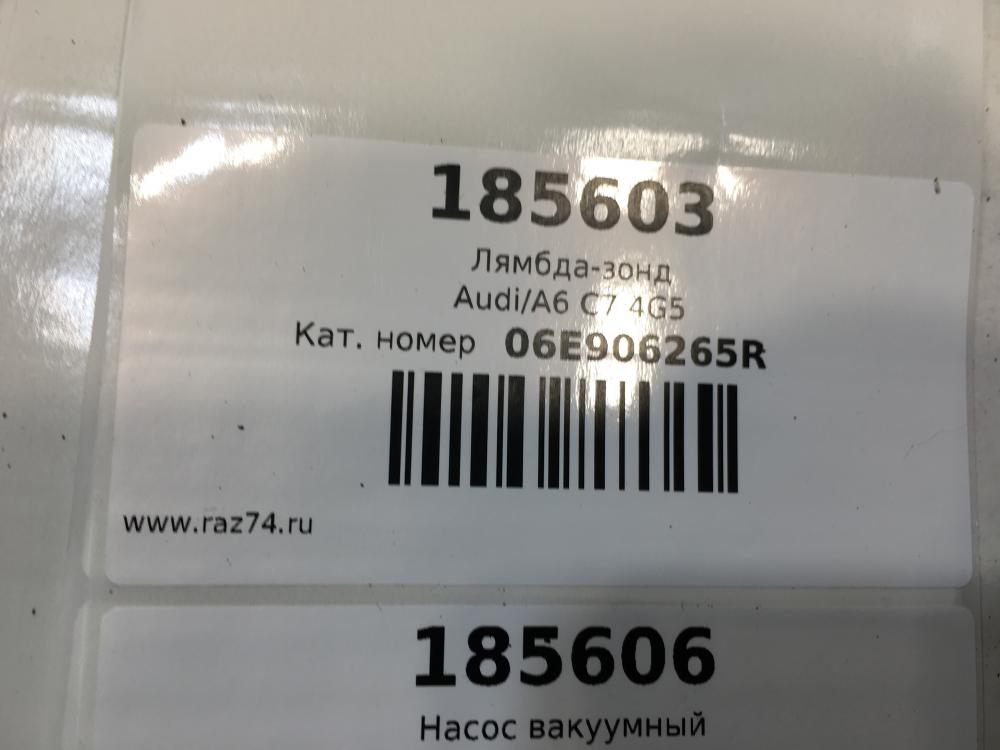 185603
Лямбда-зонд
Audi/A6 C7 4G5
Кат. номер 06E906265R
www.raz74.ru
185606
Насос вакуумный